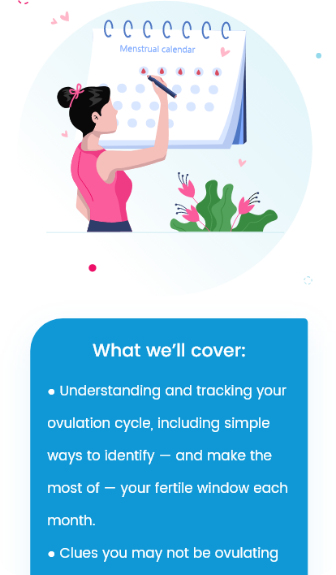 Menstrual calendar
What we'll cover:
● Understanding and tracking your
ovulation cycle, including simple
ways to identify — and make the
most of — your fertile window each
month.
● Clues you may not be ovulating